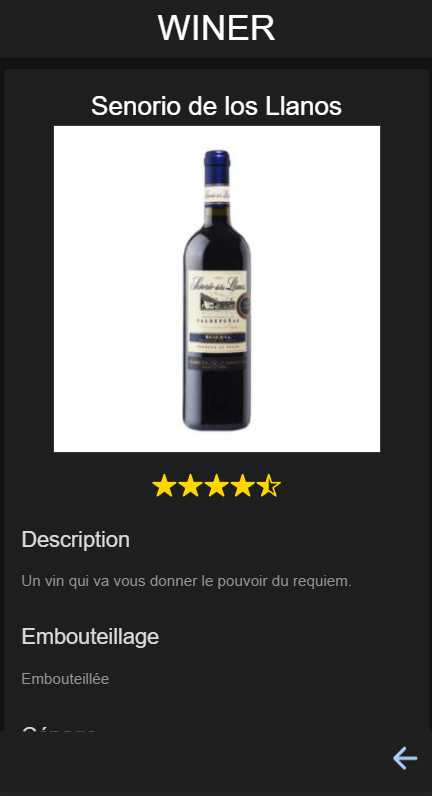 WINER
Senorio de los Llanos
Señorío de los Llanos
VALDEPEÑAS
RESERVA
Description
Un vin qui va vous donner le pouvoir du requiem.
Embouteillage
Embouteillée